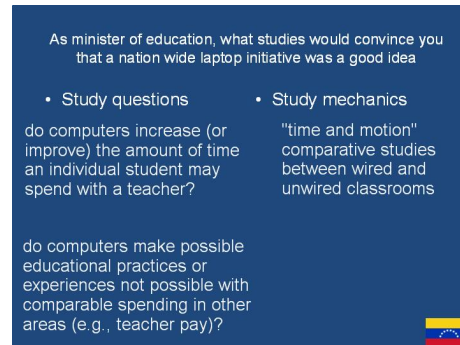 As minister of education, what studies would convince you
that a nation wide laptop initiative was a good idea
• Study questions
do computers increase (or
improve) the amount of time
an individual student may
spend with a teacher?
do computers make possible
educational practices or
experiences not possible with
comparable spending in other
areas (e.g., teacher pay)?
• Study mechanics
"time and motion"
comparative studies
between wired and
unwired classrooms